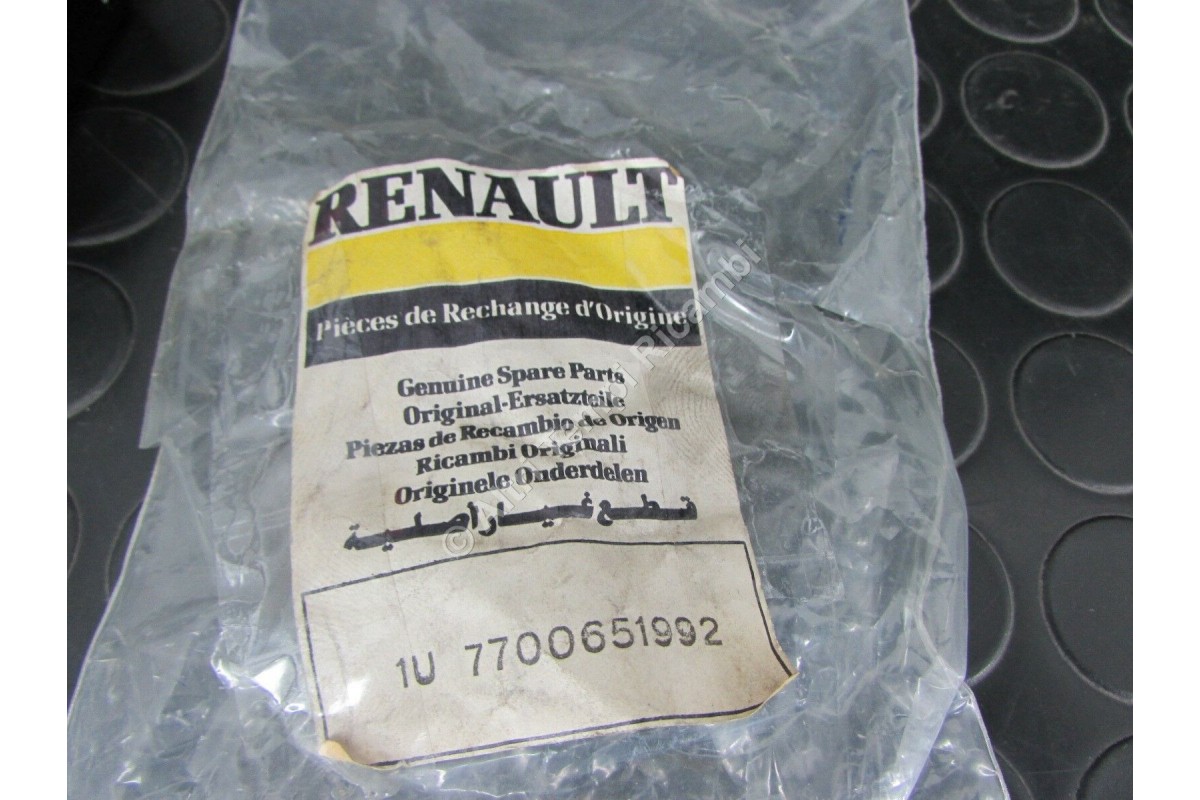 RENAULT
Pièces de Rechange d'Origine
Genuine Spare Parts
Original-Ersatzteile
Piezas de Recambio de Origen
Ricambi Originali
Originele Onderdelen
قطع غيار أصلية
1U 7700651992